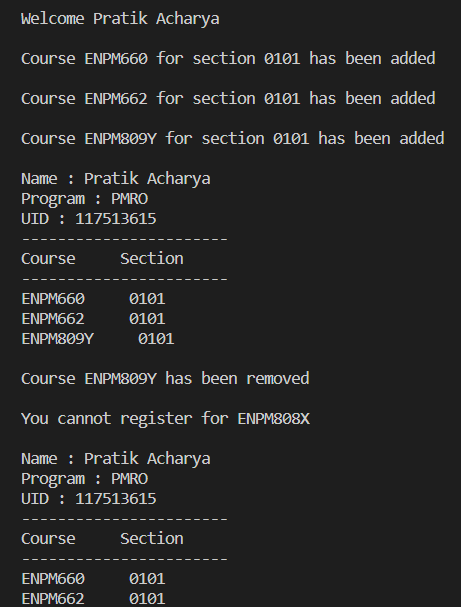 Welcome Pratik Acharya
Course ENPM660 for section 0101 has been added
Course ENPM662 for section 0101 has been added
Course ENPM809Y for section 0101 has been added
Name : Pratik Acharya
Program : PMRO
UID : 117513615
-----------------------
Course     Section
-----------------------
ENPM660     0101
ENPM662     0101
ENPM809Y     0101
Course ENPM809Y has been removed
You cannot register for ENPM808X
Name : Pratik Acharya
Program : PMRO
UID : 117513615
-----------------------
Course     Section
-----------------------
ENPM660     0101
ENPM662     0101